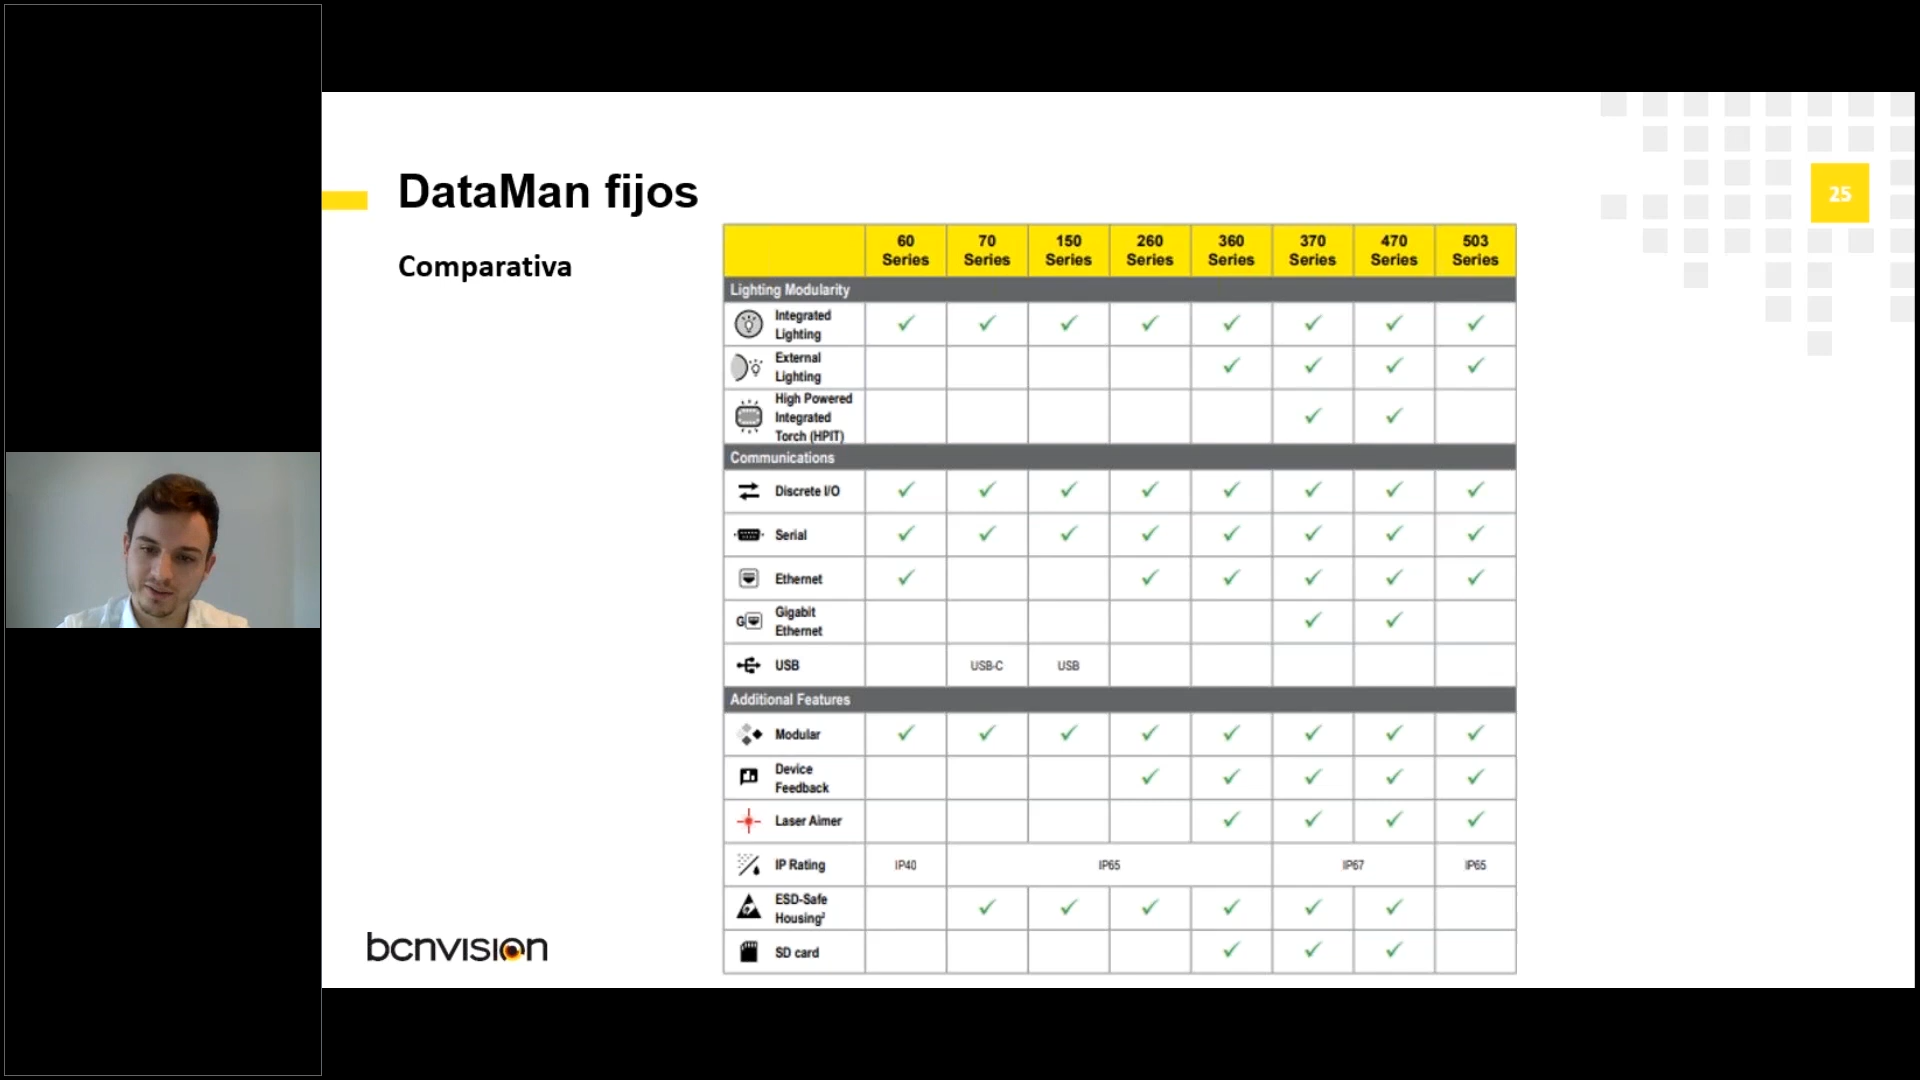 DataMan fijos
25
Comparativa
60 Series 70 Series 150 Series 260 Series 360 Series 370 Series 470 Series 503 Series
Lighting Modularity
Integrated Lighting ✓ ✓ ✓ ✓ ✓ ✓ ✓ ✓
External Lighting ✓ ✓ ✓ ✓
High Powered Integrated Torch (HPIT) ✓ ✓
Communications
Discrete I/O ✓ ✓ ✓ ✓ ✓ ✓ ✓ ✓
Serial ✓ ✓ ✓ ✓ ✓ ✓ ✓ ✓
Ethernet ✓ ✓ ✓ ✓ ✓ ✓
G Gigabit Ethernet ✓ ✓
USB USB-C USB
Additional Features
Modular ✓ ✓ ✓ ✓ ✓ ✓ ✓ ✓
Device Feedback ✓ ✓ ✓ ✓ ✓
Laser Aimer ✓ ✓ ✓ ✓
IP Rating IP40 IP65 IP67 IP65
ESD-Safe Housing² ✓ ✓ ✓ ✓ ✓ ✓
SD card ✓ ✓ ✓
bcnvision